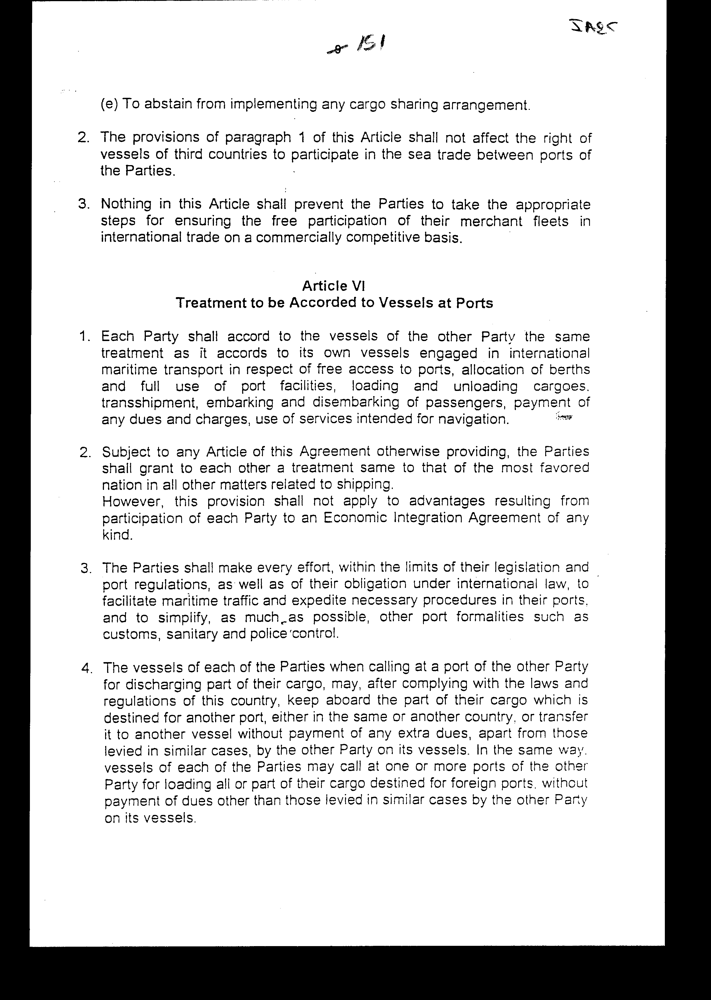 151
(e) To abstain from implementing any cargo sharing arrangement.
2. The provisions of paragraph 1 of this Article shall not affect the right of
vessels of third countries to participate in the sea trade between ports of
the Parties.
3. Nothing in this Article shall prevent the Parties to take the appropriate
steps for ensuring the free participation of their merchant fleets in
international trade on a commercially competitive basis.
Article VI
Treatment to be Accorded to Vessels at Ports
1. Each Party shall accord to the vessels of the other Party the same
treatment as it accords to its own vessels engaged in international
maritime transport in respect of free access to ports, allocation of berths
and full use of port facilities, loading and unloading cargoes.
transshipment, embarking and disembarking of passengers, payment of
any dues and charges, use of services intended for navigation.
2. Subject to any Article of this Agreement otherwise providing, the Parties
shall grant to each other a treatment same to that of the most favored
nation in all other matters related to shipping.
However, this provision shall not apply to advantages resulting from
participation of each Party to an Economic Integration Agreement of any
kind.
3. The Parties shall make every effort, within the limits of their legislation and
port regulations, as well as of their obligation under international law, to
facilitate maritime traffic and expedite necessary procedures in their ports,
and to simplify, as much as possible, other port formalities such as
customs, sanitary and police control.
4. The vessels of each of the Parties when calling at a port of the other Party
for discharging part of their cargo, may, after complying with the laws and
regulations of this country, keep aboard the part of their cargo which is
destined for another port, either in the same or another country, or transfer
it to another vessel without payment of any extra dues, apart from those
levied in similar cases, by the other Party on its vessels. In the same way.
vessels of each of the Parties may call at one or more ports of the other
Party for loading all or part of their cargo destined for foreign ports, without
payment of dues other than those levied in similar cases by the other Party
on its vessels.